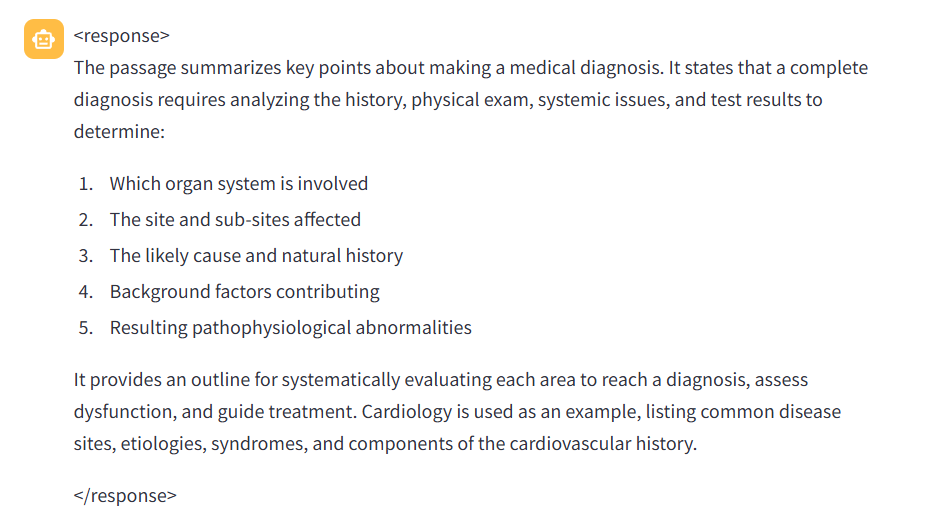 <response>
The passage summarizes key points about making a medical diagnosis. It states that a complete
diagnosis requires analyzing the history, physical exam, systemic issues, and test results to
determine:
1. Which organ system is involved
2. The site and sub-sites affected
3. The likely cause and natural history
4. Background factors contributing
5. Resulting pathophysiological abnormalities
It provides an outline for systematically evaluating each area to reach a diagnosis, assess
dysfunction, and guide treatment. Cardiology is used as an example, listing common disease
sites, etiologies, syndromes, and components of the cardiovascular history.
</response>